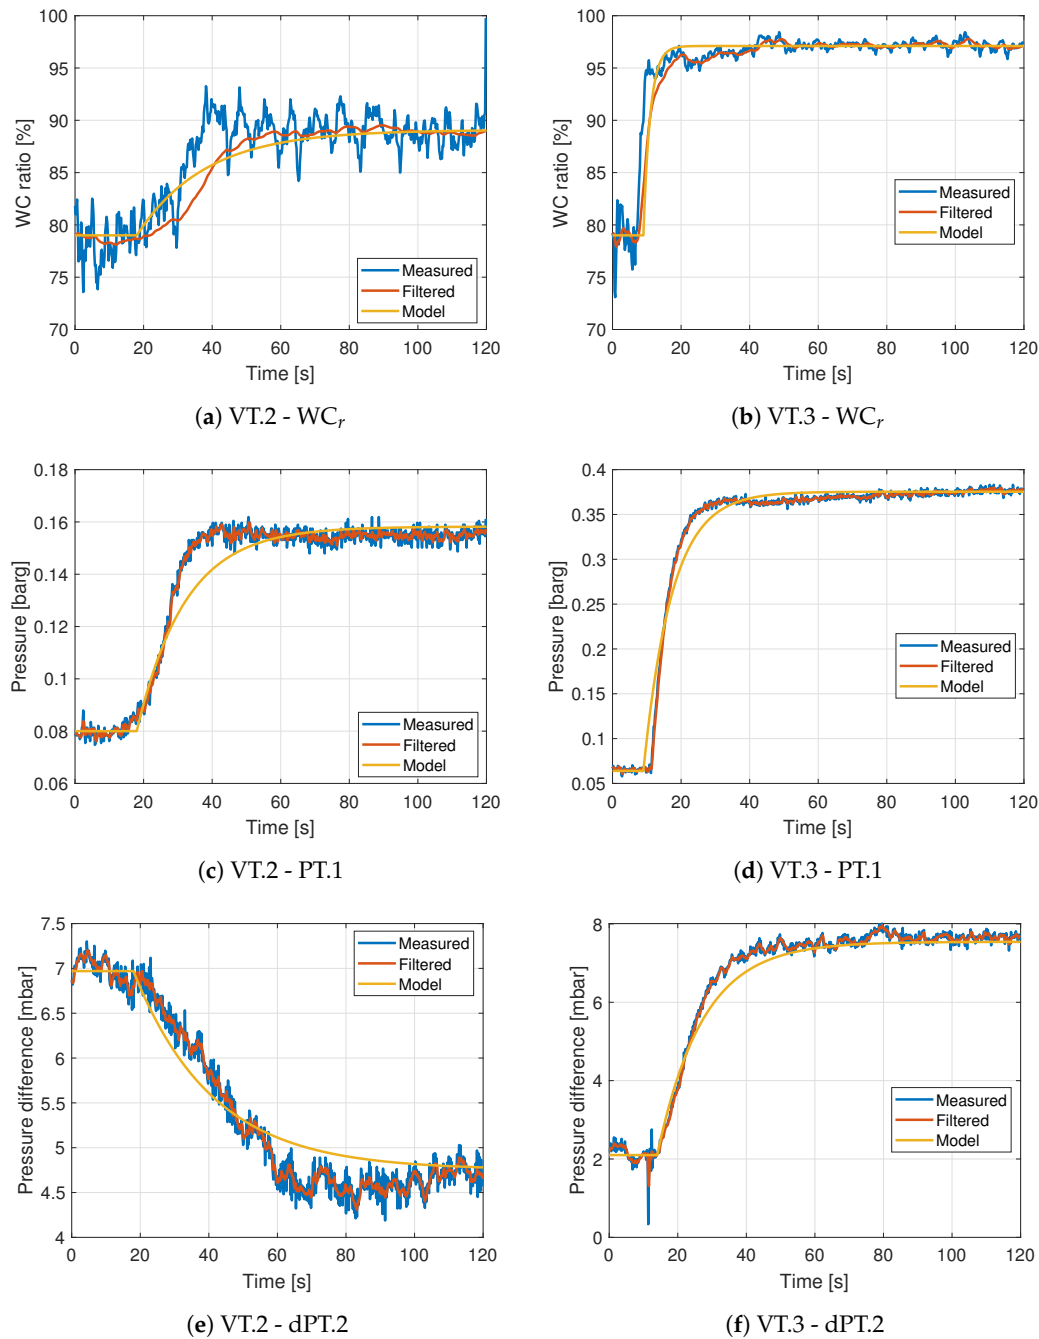 100
95
90
85
80
75
70
WC ratio [%]
Measured
Filtered
Model
0 20 40 60 80 100 120
Time [s]
(a) VT.2 - WCr
100
95
90
85
80
75
70
WC ratio [%]
Measured
Filtered
Model
0 20 40 60 80 100 120
Time [s]
(b) VT.3 - WCr
0.18
0.16
0.14
0.12
0.1
0.08
0.06
Pressure [barg]
Measured
Filtered
Model
0 20 40 60 80 100 120
Time [s]
(c) VT.2 - PT.1
0.4
0.35
0.3
0.25
0.2
0.15
0.1
0.05
Pressure [barg]
Measured
Filtered
Model
0 20 40 60 80 100 120
Time [s]
(d) VT.3 - PT.1
7.5
7
6.5
6
5.5
5
4.5
4
Pressure difference [mbar]
Measured
Filtered
Model
0 20 40 60 80 100 120
Time [s]
(e) VT.2 - dPT.2
8
6
4
2
0
Pressure difference [mbar]
Measured
Filtered
Model
0 20 40 60 80 100 120
Time [s]
(f) VT.3 - dPT.2